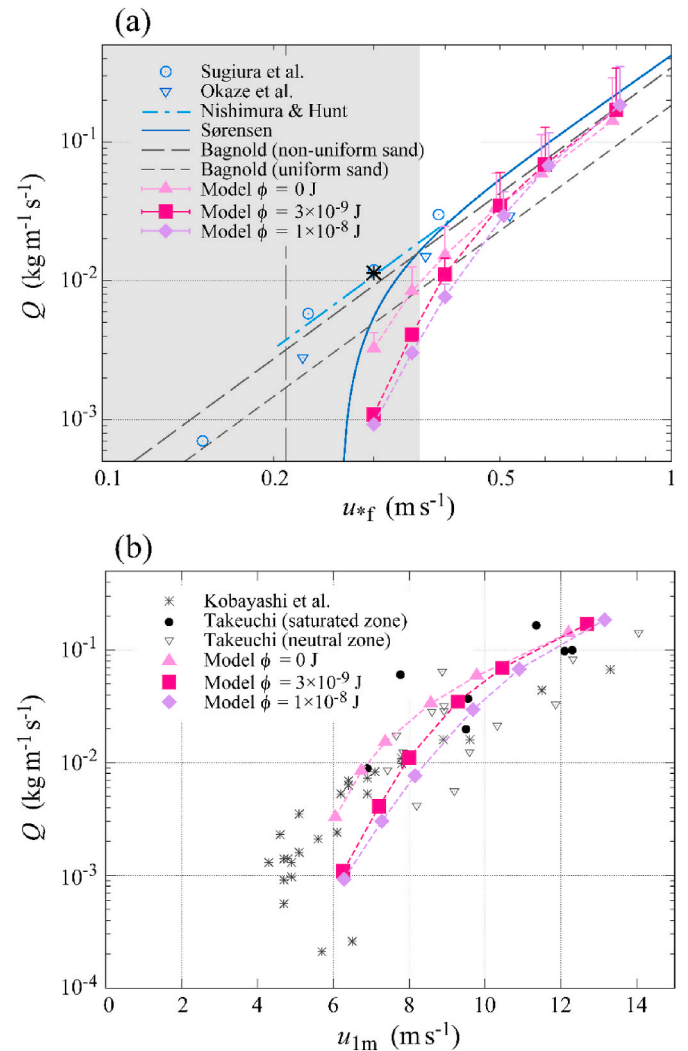 (a)
Sugiura et al.
Okaze et al.
Nishimura & Hunt
Sørensen
Bagnold (non-uniform sand)
Bagnold (uniform sand)
Model ϕ = 0 J
Model ϕ = 3×10⁻⁹ J
Model ϕ = 1×10⁻⁸ J
10⁻¹
10⁻²
10⁻³
Q (kg m s⁻¹)
0.1 0.2 0.5 1
u*f (m s⁻¹)
(b)
Kobayashi et al.
Takeuchi (saturated zone)
Takeuchi (neutral zone)
Model ϕ = 0 J
Model ϕ = 3×10⁻⁹ J
Model ϕ = 1×10⁻⁸ J
10⁻¹
10⁻²
10⁻³
10⁻⁴
Q (kg m s⁻¹)
0 2 4 6 8 10 12 14
u1m (m s⁻¹)